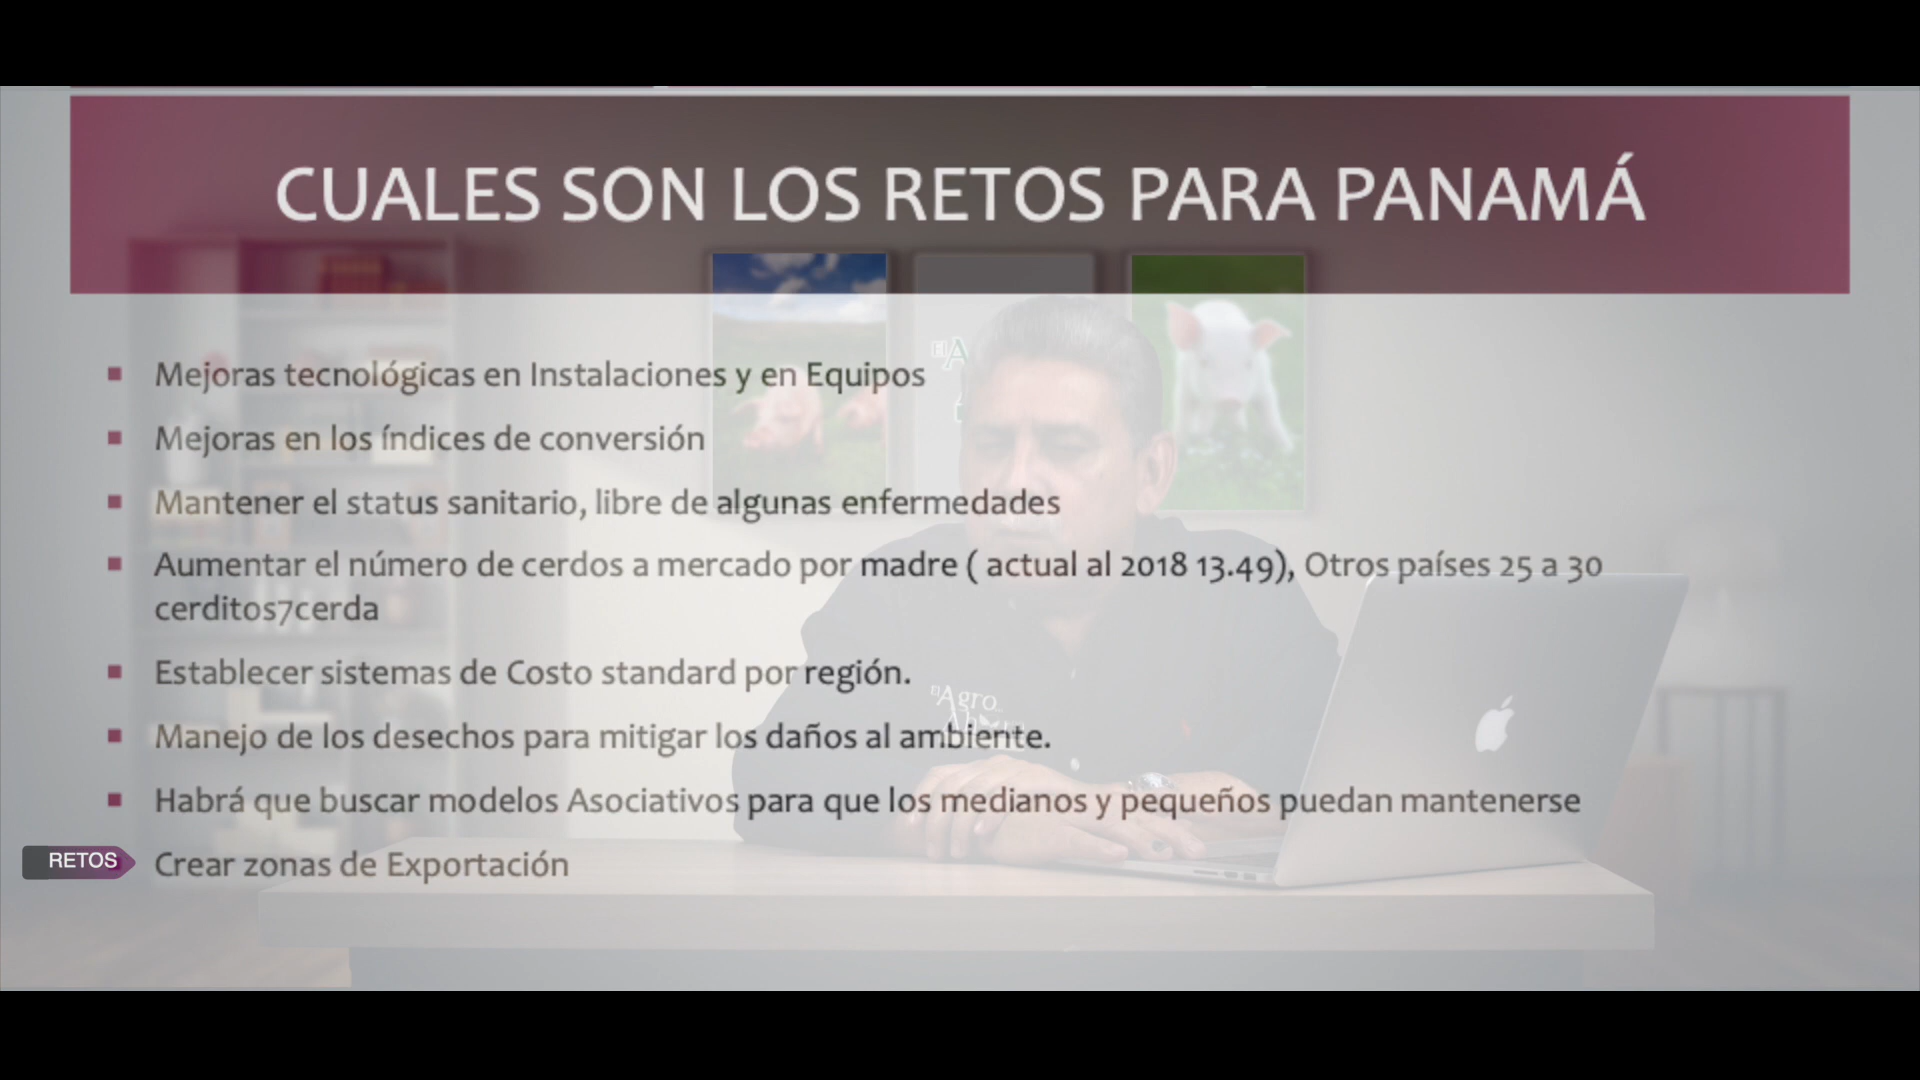 CUALES SON LOS RETOS PARA PANAMÁ
Mejoras tecnológicas en Instalaciones y en Equipos
Mejoras en los índices de conversión
Mantener el status sanitario, libre de algunas enfermedades
Aumentar el número de cerdos a mercado por madre ( actual al 2018 13.49), Otros países 25 a 30
cerditos7cerda
Establecer sistemas de Costo standard por región.
El Agro
Manejo de los desechos para mitigar los daños al ambiente.
Habrá que buscar modelos Asociativos para que los medianos y pequeños puedan mantenerse
RETOS
Crear zonas de Exportación